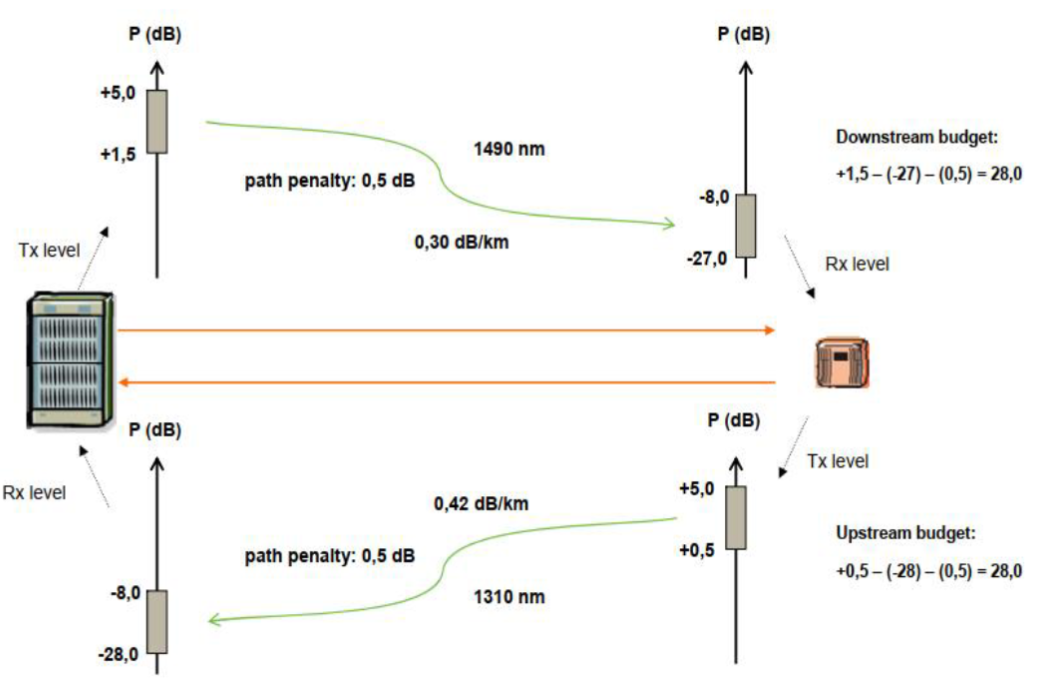 P (dB)
+5,0
+1,5
1490 nm
path penalty: 0,5 dB
0,30 dB/km
P (dB)
-8,0
-27,0
Downstream budget:
+1,5 – (-27) – (0,5) = 28,0
Tx level
Rx level
P (dB)
Rx level
-8,0
-28,0
0,42 dB/km
path penalty: 0,5 dB
1310 nm
P (dB)
+5,0
+0,5
Tx level
Upstream budget:
+0,5 – (-28) – (0,5) = 28,0